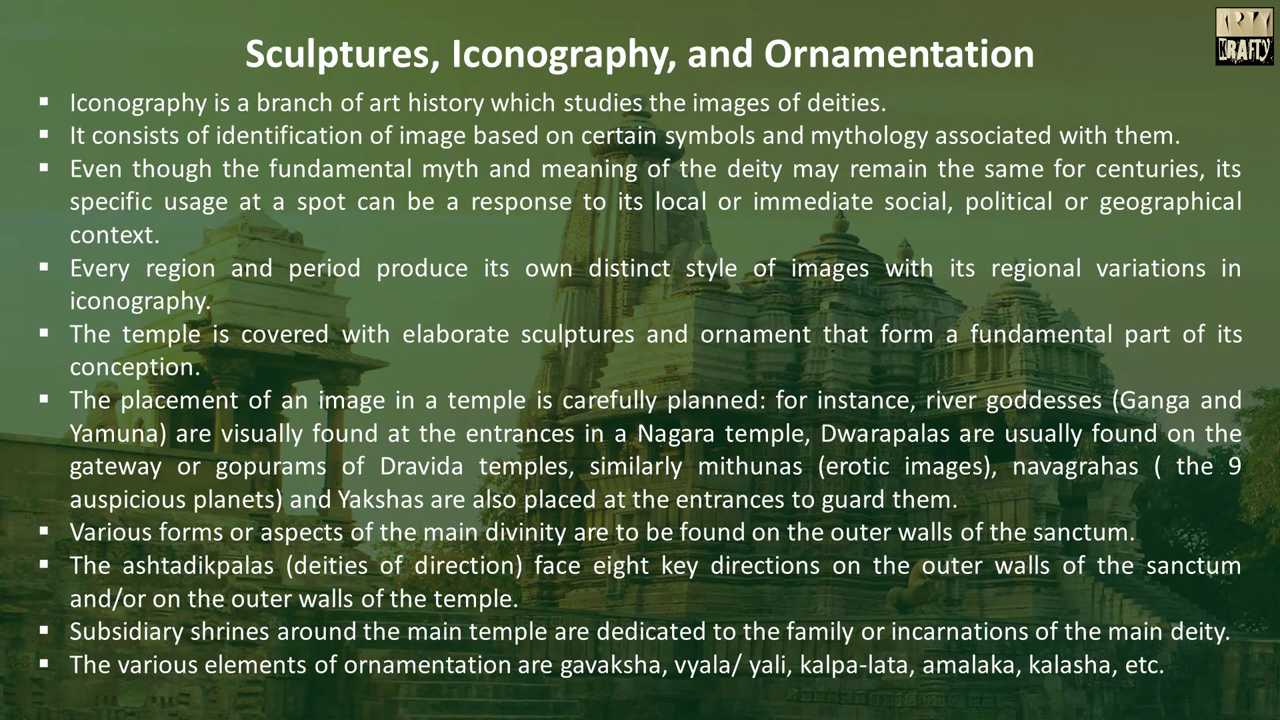 ARTY
KRAFTY
Sculptures, Iconography, and Ornamentation
▪ Iconography is a branch of art history which studies the images of deities.
▪ It consists of identification of image based on certain symbols and mythology associated with them.
▪ Even though the fundamental myth and meaning of the deity may remain the same for centuries, its
specific usage at a spot can be a response to its local or immediate social, political or geographical
context.
▪ Every region and period produce its own distinct style of images with its regional variations in
iconography.
▪ The temple is covered with elaborate sculptures and ornament that form a fundamental part of its
conception.
▪ The placement of an image in a temple is carefully planned: for instance, river goddesses (Ganga and
Yamuna) are visually found at the entrances in a Nagara temple, Dwarapalas are usually found on the
gateway or gopurams of Dravida temples, similarly mithunas (erotic images), navagrahas ( the 9
auspicious planets) and Yakshas are also placed at the entrances to guard them.
▪ Various forms or aspects of the main divinity are to be found on the outer walls of the sanctum.
▪ The ashtadikpalas (deities of direction) face eight key directions on the outer walls of the sanctum
and/or on the outer walls of the temple.
▪ Subsidiary shrines around the main temple are dedicated to the family or incarnations of the main deity.
▪ The various elements of ornamentation are gavaksha, vyala/ yali, kalpa-lata, amalaka, kalasha, etc.